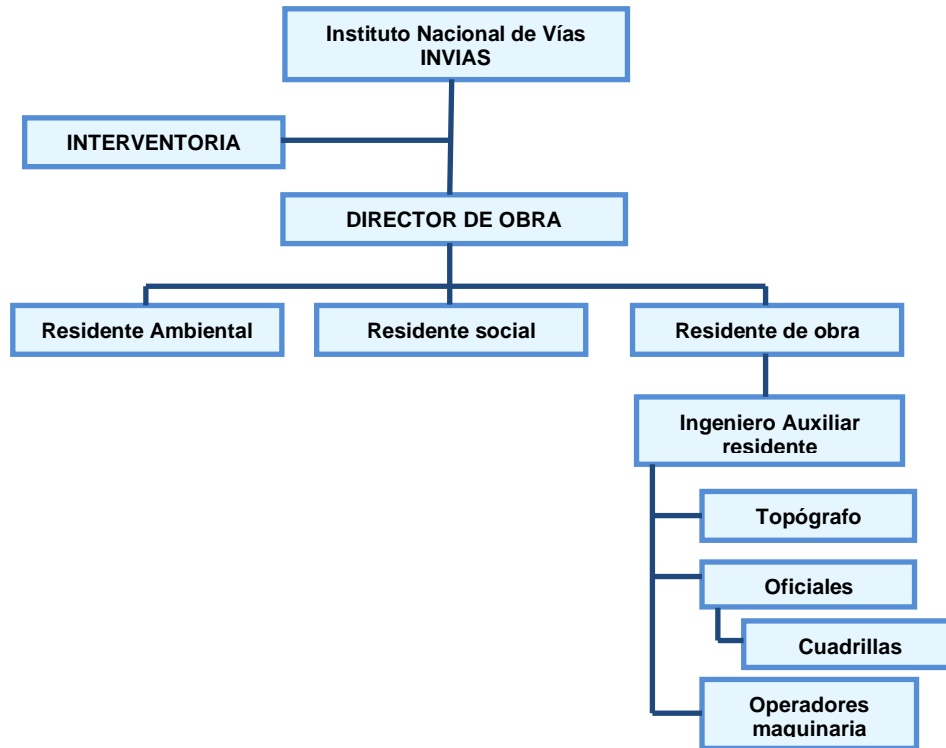 Instituto Nacional de Vías
INVIAS
INTERVENTORIA
DIRECTOR DE OBRA
Residente Ambiental
Residente social
Residente de obra
Ingeniero Auxiliar
residente
Topógrafo
Oficiales
Cuadrillas
Operadores
maquinaria